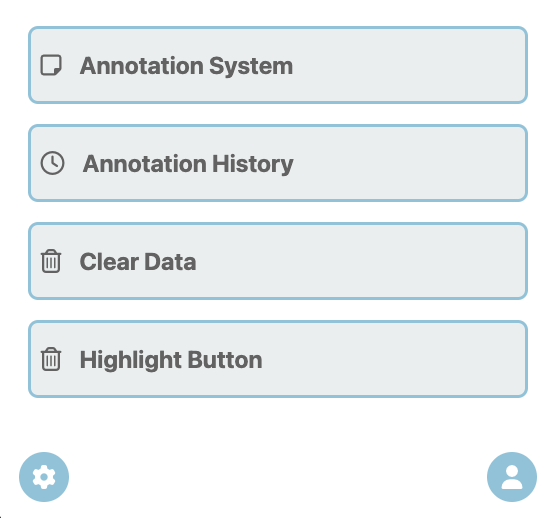 Annotation System
Annotation History
Clear Data
Highlight Button